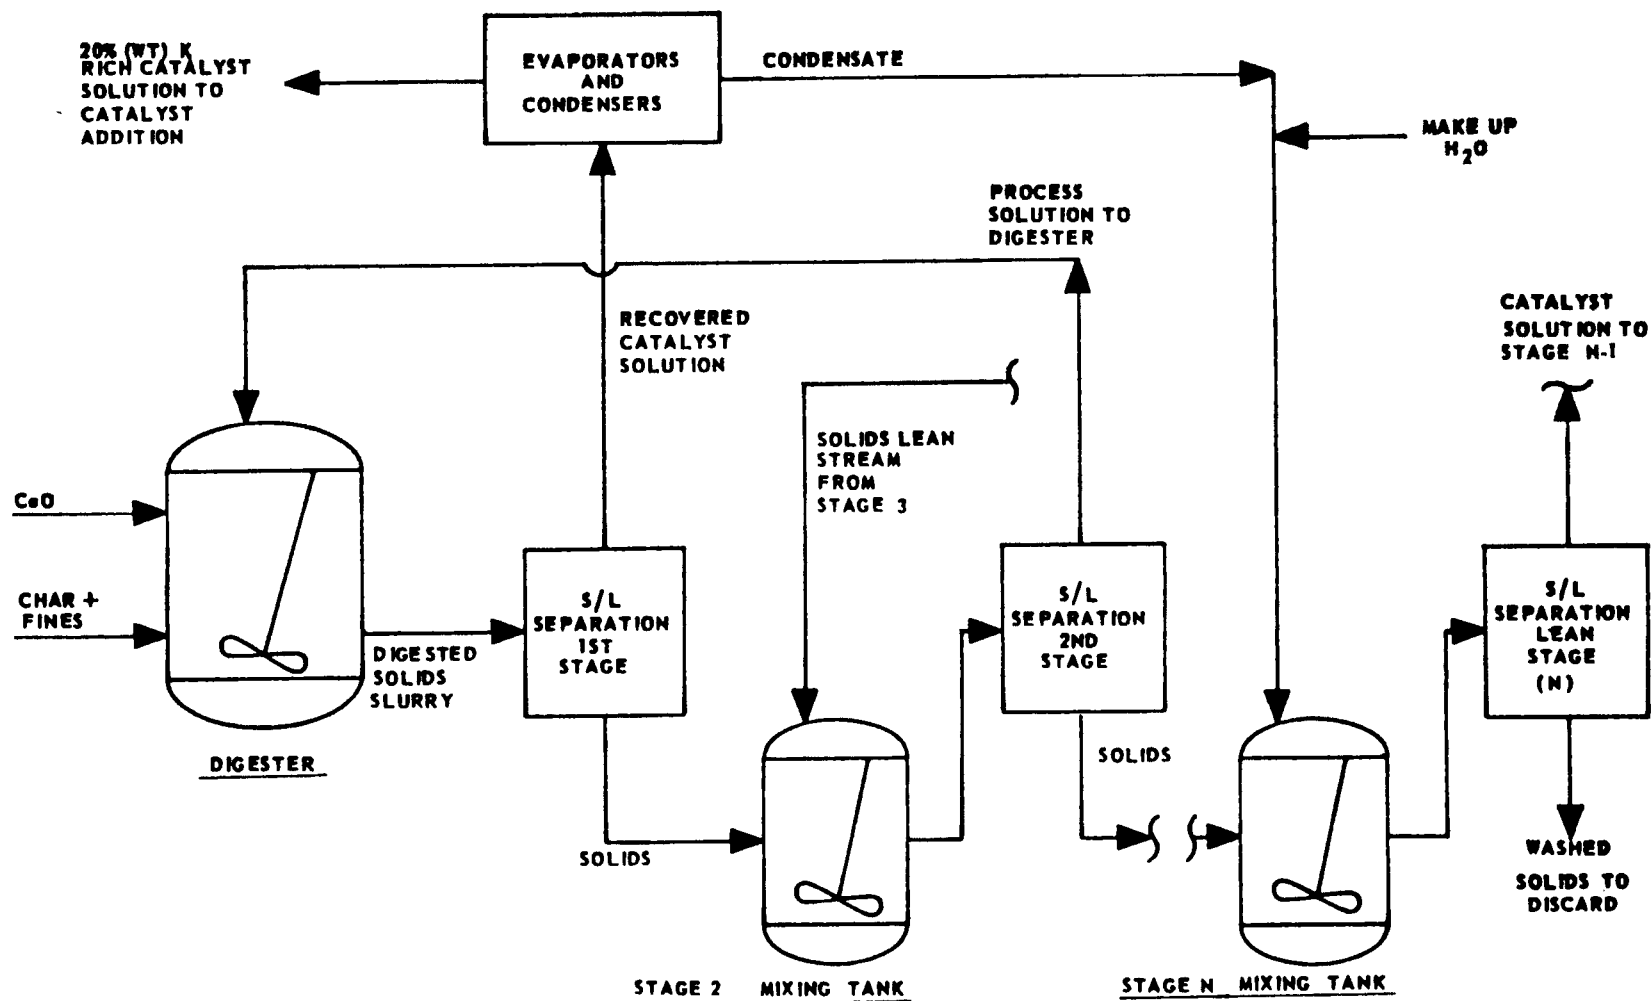 20% (WT) K
RICH CATALYST
SOLUTION TO
CATALYST
ADDITION
EVAPORATORS
AND
CONDENSERS
CONDENSATE
MAKE UP
H2O
PROCESS
SOLUTION TO
DIGESTER
RECOVERED
CATALYST
SOLUTION
CATALYST
SOLUTION TO
STAGE N-1
SOLIDS LEAN
STREAM
FROM
STAGE 3
CaO
CHAR +
FINES
DIGESTED
SOLIDS
SLURRY
S/L
SEPARATION
1ST
STAGE
S/L
SEPARATION
2ND
STAGE
S/L
SEPARATION
LEAN
STAGE
(N)
DIGESTER
SOLIDS
SOLIDS
WASHED
SOLIDS TO
DISCARD
STAGE 2 MIXING TANK
STAGE N MIXING TANK